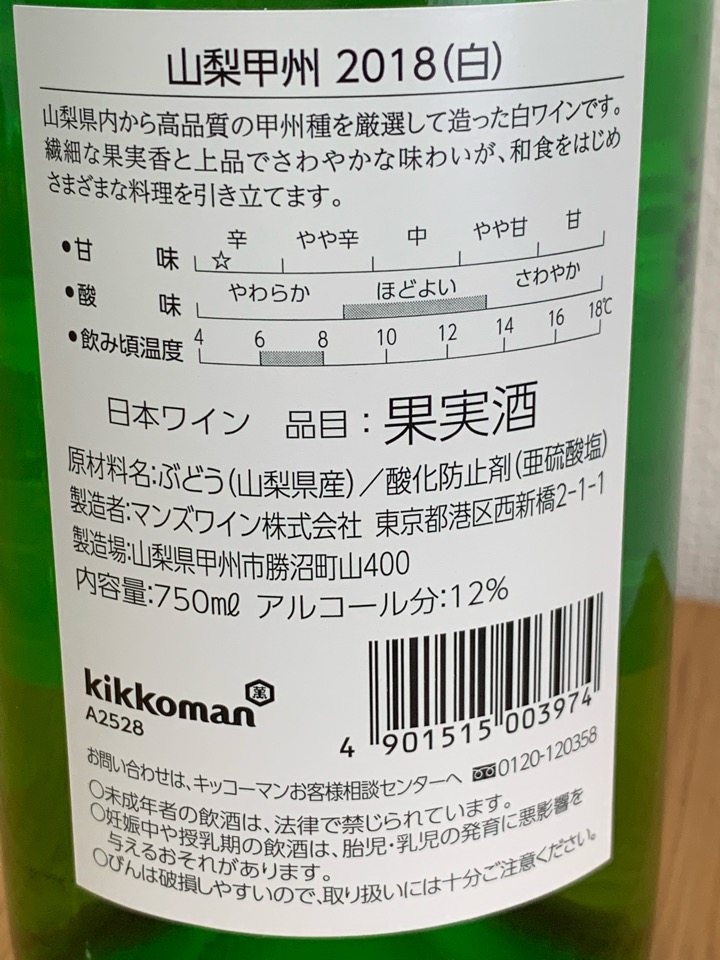 山梨甲州 2018(白)
山梨県内から高品質の甲州種を厳選して造った白ワインです。
繊細な果実香と上品でさわやかな味わいが、和食をはじめ
さまざまな料理を引き立てます。
•甘 味 辛 やや辛 中 やや甘 甘
☆
•酸 味 やわらか ほどよい さわやか
•飲み頃温度 4 6 8 10 12 14 16 18℃
日本ワイン 品目:果実酒
原材料名:ぶどう(山梨県産)/酸化防止剤(亜硫酸塩)
製造者:マンズワイン株式会社 東京都港区西新橋2-1-1
製造場:山梨県甲州市勝沼町山400
内容量:750mℓ アルコール分:12%
kikkoman 萬
A2528
4 901515 003974
お問い合わせは、キッコーマンお客様相談センターへ 0120-120358
○未成年者の飲酒は、法律で禁じられています。
○妊娠中や授乳期の飲酒は、胎児・乳児の発育に悪影響を
与えるおそれがあります。
○びんは破損しやすいので、取り扱いには十分ご注意ください。